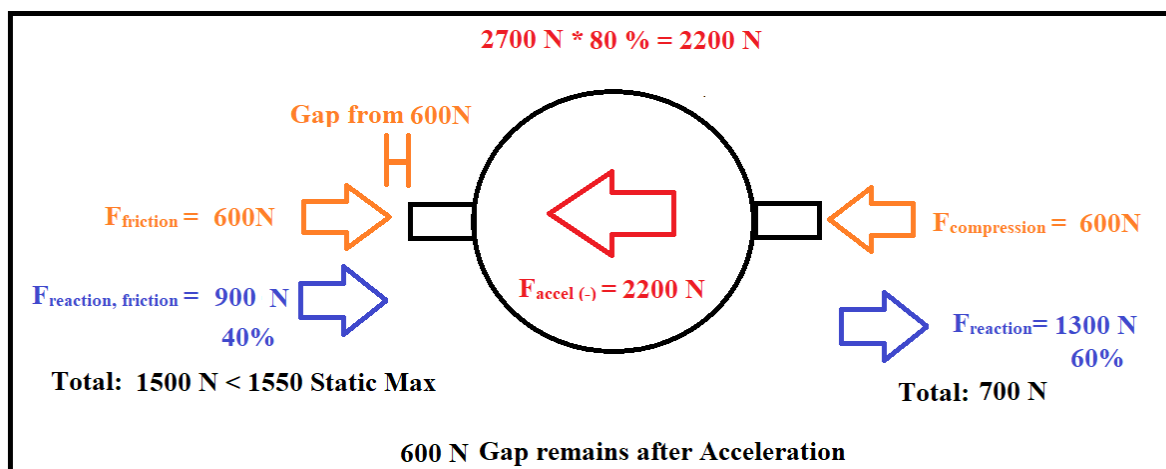 2700 N * 80 % = 2200 N
Gap from 600N
Ffriction = 600N
Fcompression = 600N
Faccel (-) = 2200 N
Freaction, friction = 900 N
40%
Freaction= 1300 N
60%
Total: 1500 N < 1550 Static Max
Total: 700 N
600 N Gap remains after Acceleration